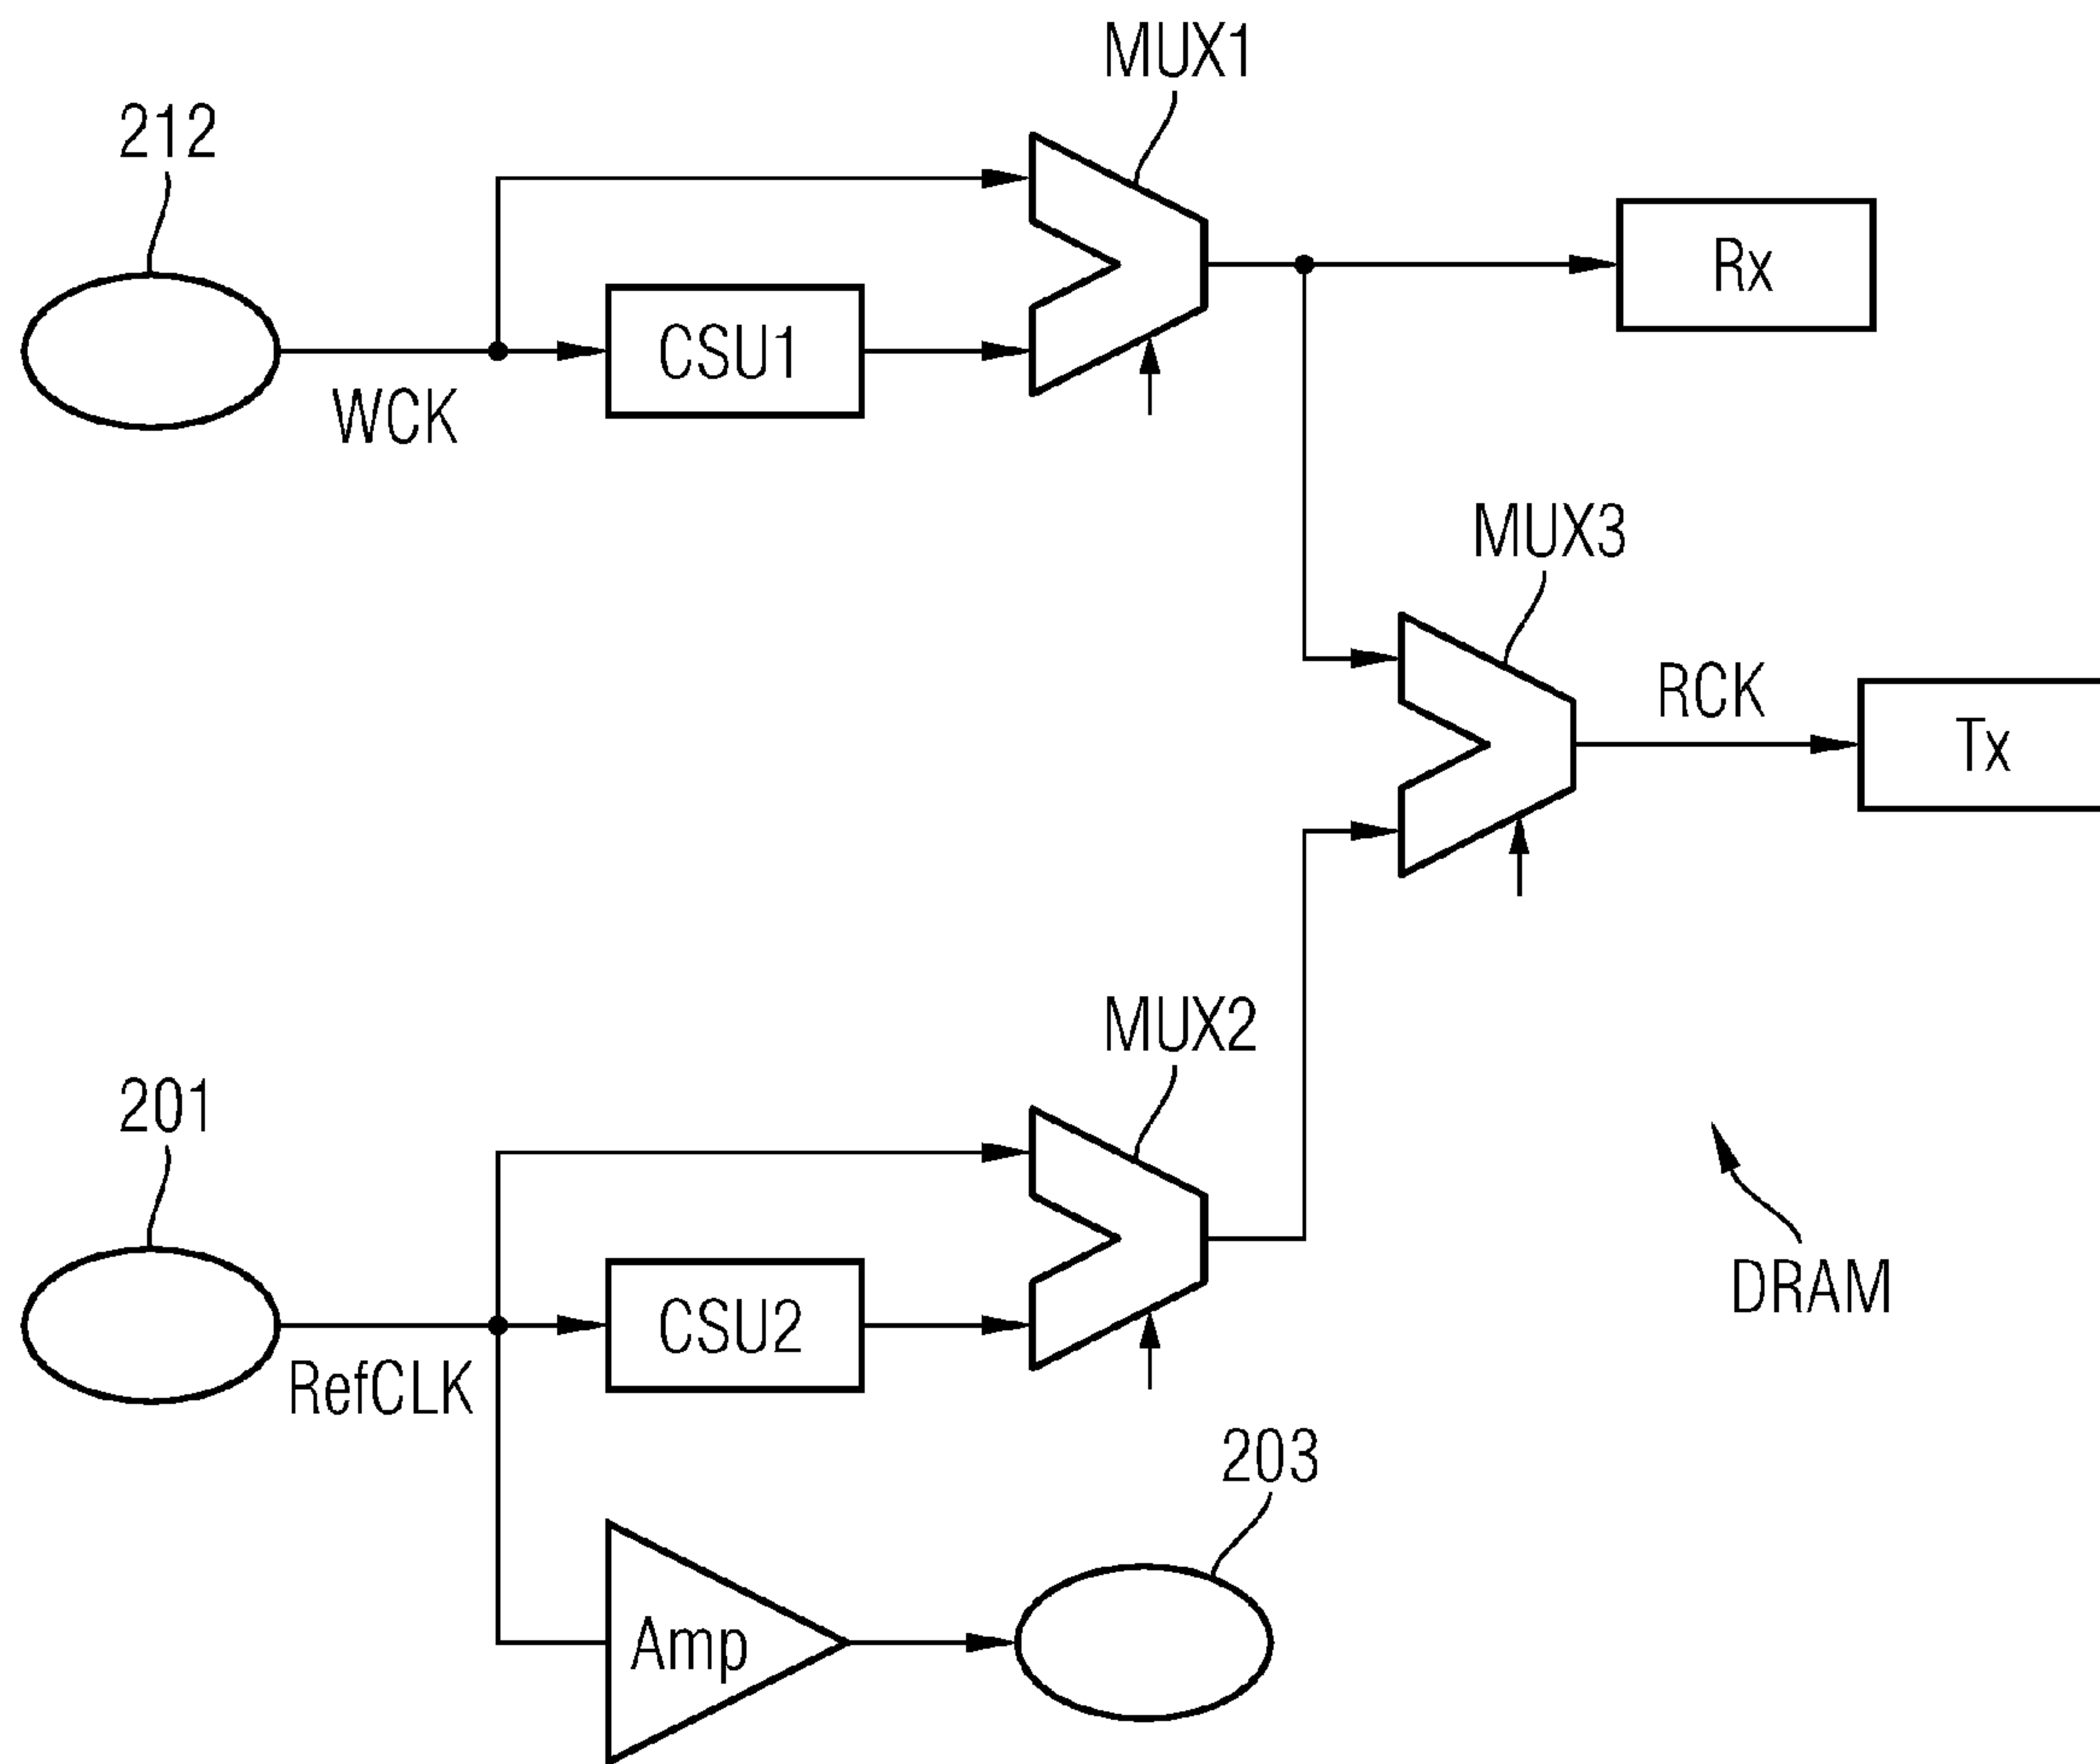 MUX1
212
Rx
CSU1
WCK
MUX3
RCK
Tx
MUX2
201
DRAM
CSU2
RefCLK
203
Amp